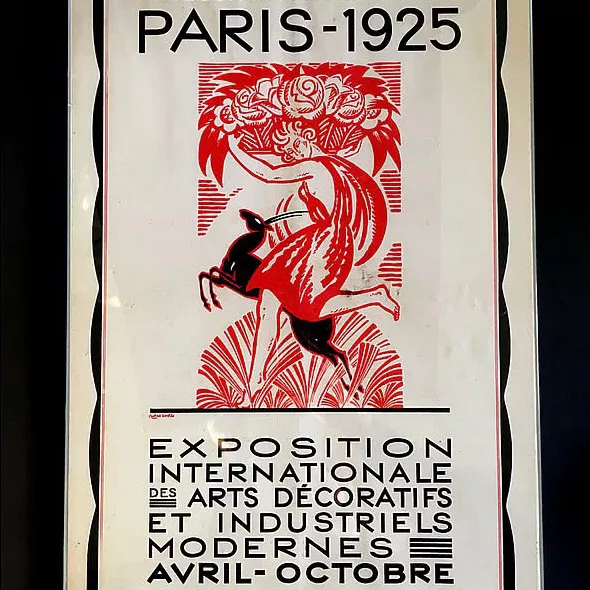 PARIS-1925
EXPOSITION
INTERNATIONALE
DES ARTS DÉCORATIFS
ET INDUSTRIELS
MODERNES
AVRIL-OCTOBRE